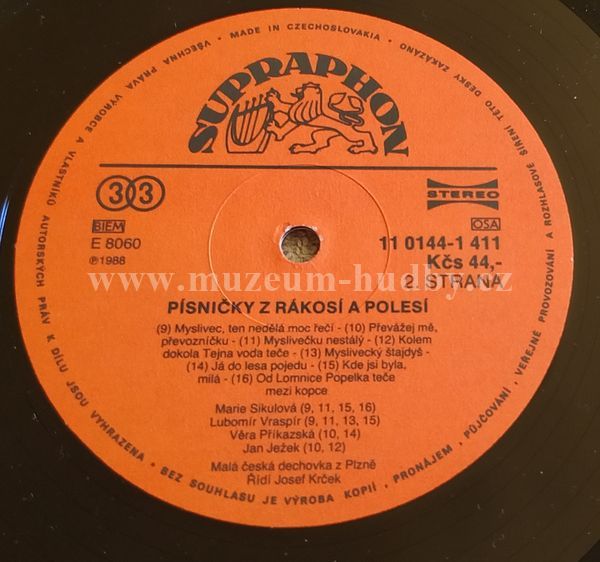 VŠECHNA PRÁVA VÝROBCE A VLASTNÍKŮ AUTORSKÝCH PRÁV K DÍLU JSOU VYHRAZENA • BEZ SOUHLASU JE VÝROBA KOPIÍ, PRONÁJEM, PŮJČOVÁNÍ, VEŘEJNÉ PROVOZOVÁNÍ A ROZHLASOVÉ ŠÍŘENÍ TÉTO DESKY ZAKÁZÁNO
• MADE IN CZECHOSLOVAKIA •
SUPRAPHON
33
STEREO
BIEM
OSA
E 8060
11 0144-1 411
℗1988
Kčs 44,-
2. STRANA
www.muzeum-hudby.cz
PÍSNIČKY Z RÁKOSÍ A POLESÍ
(9) Myslivec, ten nedělá moc řečí - (10) Převážej mě,
převozníčku - (11) Myslivečku nestálý - (12) Kolem
dokola Tejna voda teče - (13) Myslivecký štajdyš -
(14) Já do lesa pojedu - (15) Kde jsi byla,
milá - (16) Od Lomnice Popelka teče
mezi kopce
Marie Sikulová (9, 11, 15, 16)
Lubomír Vraspír (9, 11, 13, 15)
Věra Příkazská (10, 14)
Jan Ježek (10, 12)
Malá česká dechovka z Plzně
Řídí Josef Krček